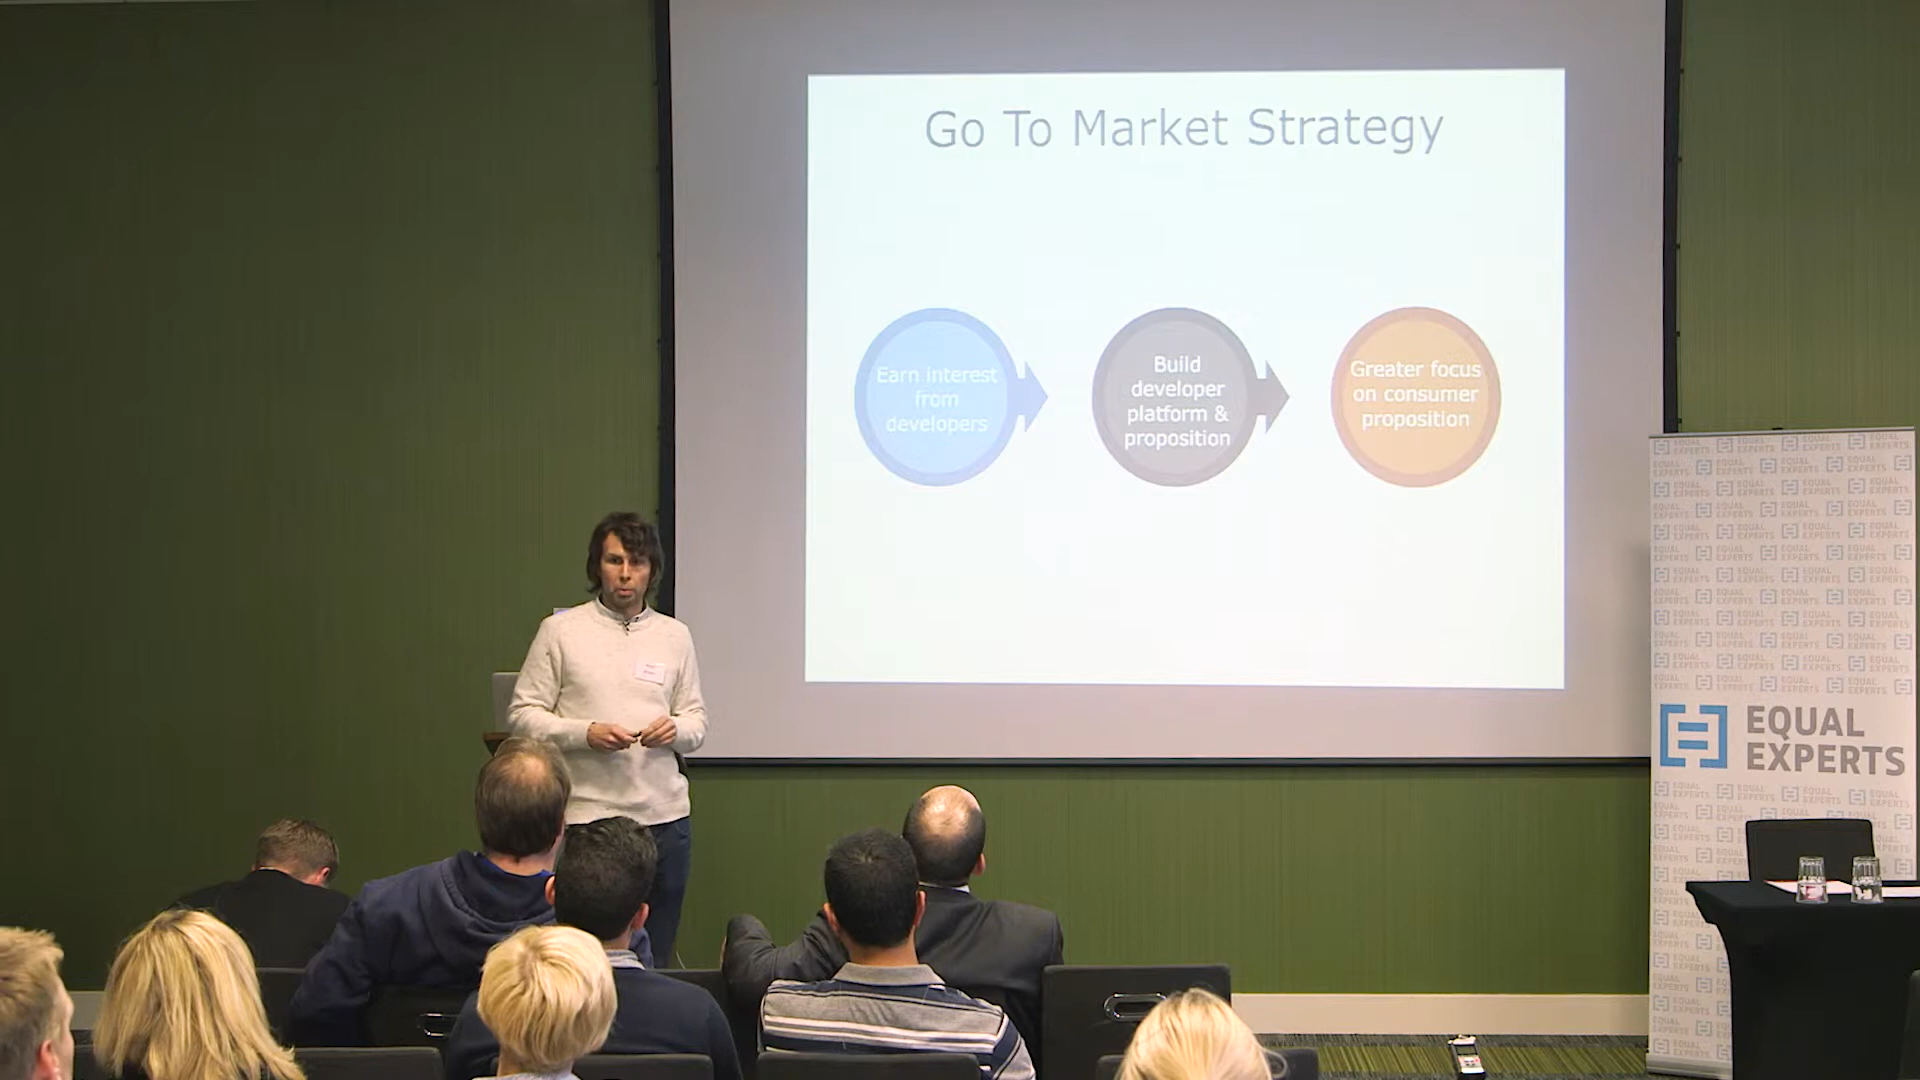 Go To Market Strategy
Earn interest
from
developers
Build
developer
platform &
proposition
Greater focus
on consumer
proposition
EQUAL
EXPERTS